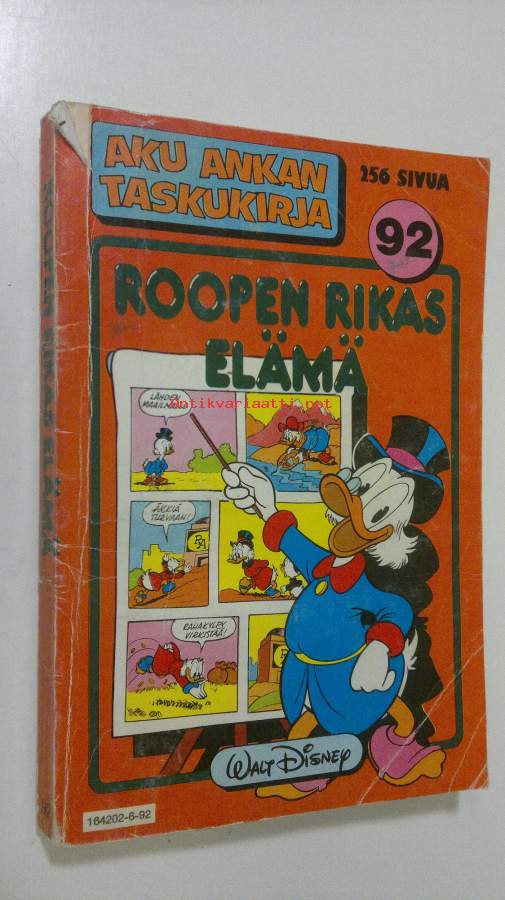 AKU ANKAN
TASKUKIRJA
256 SIVUA
92
ROOPEN RIKAS
ELÄMÄ
Antikvariaatti.net
LÄHDEN
ÄKKIÄ
TURVAAN!
RAHAKYLPY
VIRKISTÄÄ!
WALT DISNEY
164202-6-92
ROOPEN RIKAS ELÄMÄ